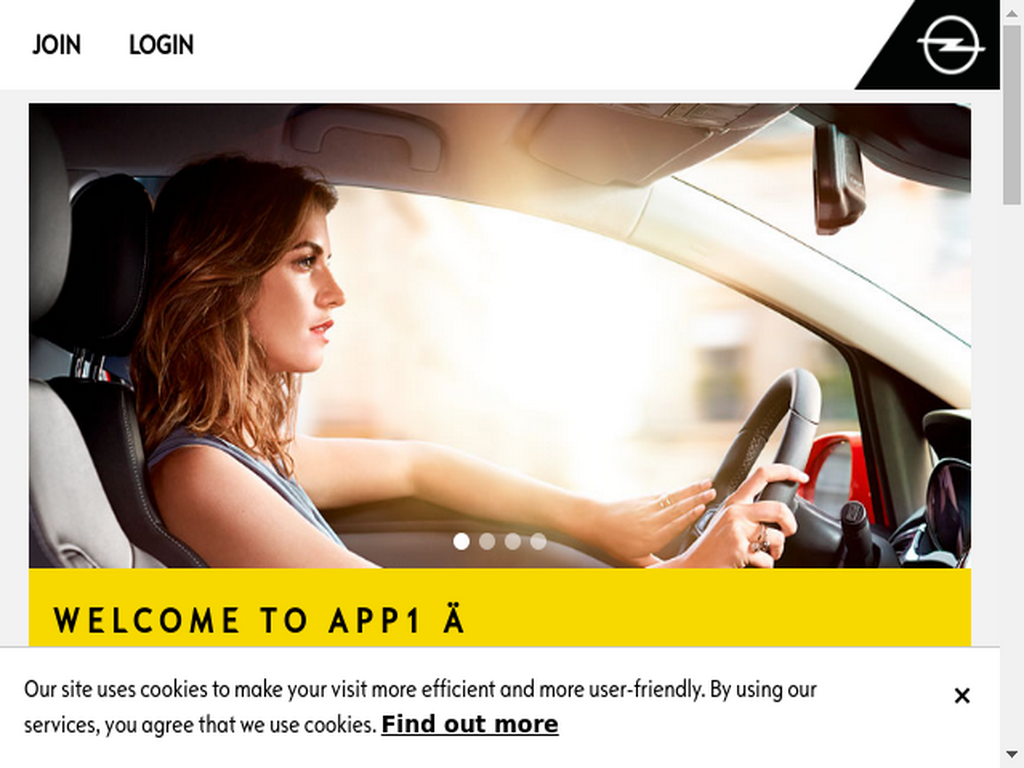 JOIN LOGIN
WELCOME TO APP1 Ä
Our site uses cookies to make your visit more efficient and more user-friendly. By using our
services, you agree that we use cookies. Find out more
×